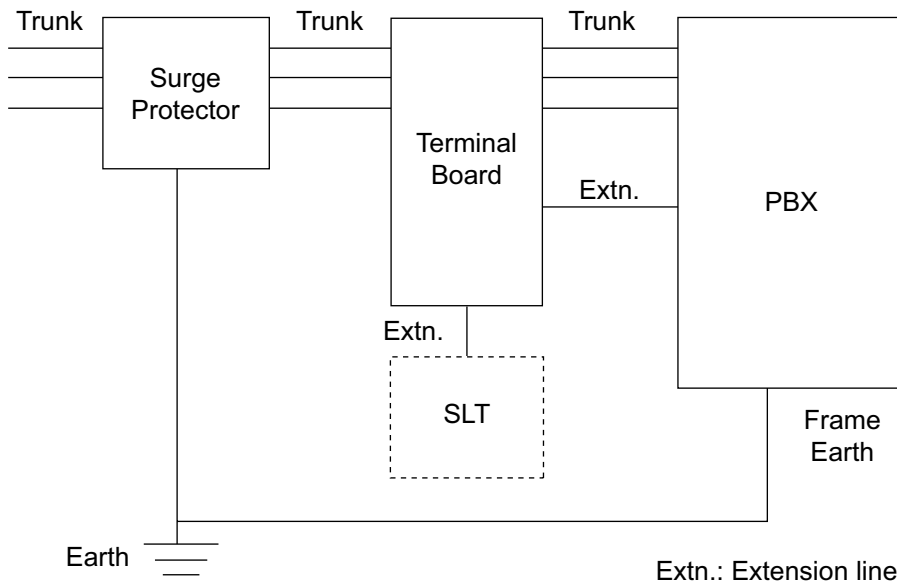 Trunk
Trunk
Trunk
Surge
Protector
Terminal
Board
Extn.
PBX
Extn.
SLT
Frame
Earth
Earth
Extn.: Extension line